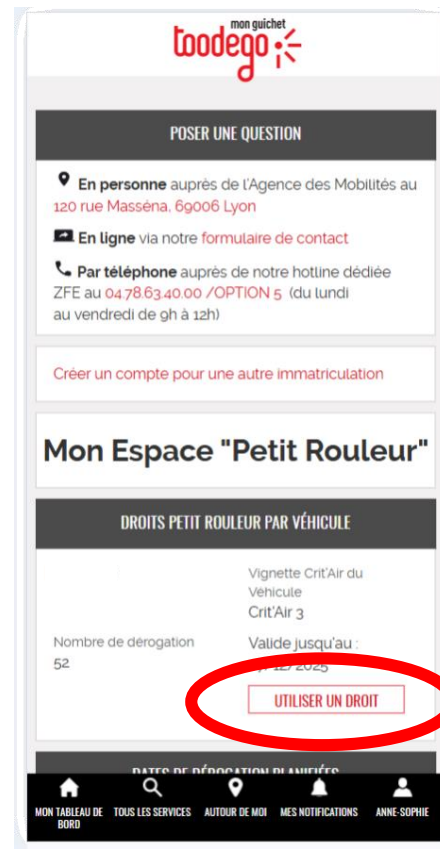 mon guichet
toodego
POSER UNE QUESTION
En personne auprès de l'Agence des Mobilités au
120 rue Masséna, 69006 Lyon
En ligne via notre formulaire de contact
Par téléphone auprès de notre hotline dédiée
ZFE au 04.78.63.40.00 /OPTION 5 (du lundi
au vendredi de 9h à 12h)
Créer un compte pour une autre immatriculation
Mon Espace "Petit Rouleur"
DROITS PETIT ROULEUR PAR VÉHICULE
Vignette Crit'Air du
Véhicule
Crit'Air 3
Nombre de dérogation
52
Valide jusqu'au :
/12/2025
UTILISER UN DROIT
DATES DE DÉROGATION PLANIFIÉES
MON TABLEAU DE BORD
TOUS LES SERVICES
AUTOUR DE MOI
MES NOTIFICATIONS
ANNE-SOPHIE